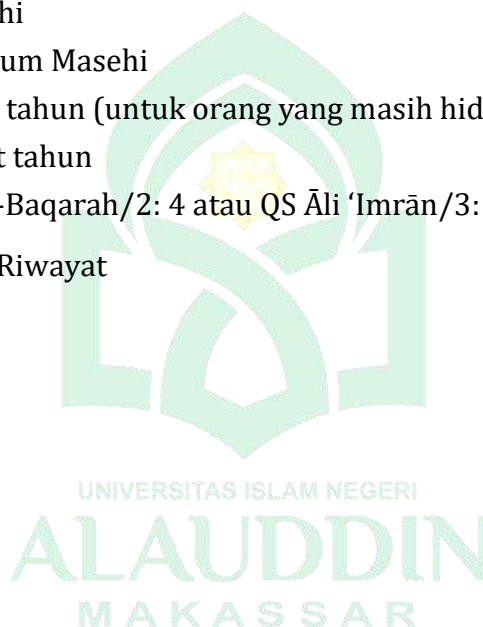 hi
um Masehi
tahun (untuk orang yang masih hid
t tahun
-Baqarah/2: 4 atau QS Āli ‘Imrān/3:
Riwayat
UNIVERSITAS ISLAM NEGERI
ALAUDDIN
MAKASSAR